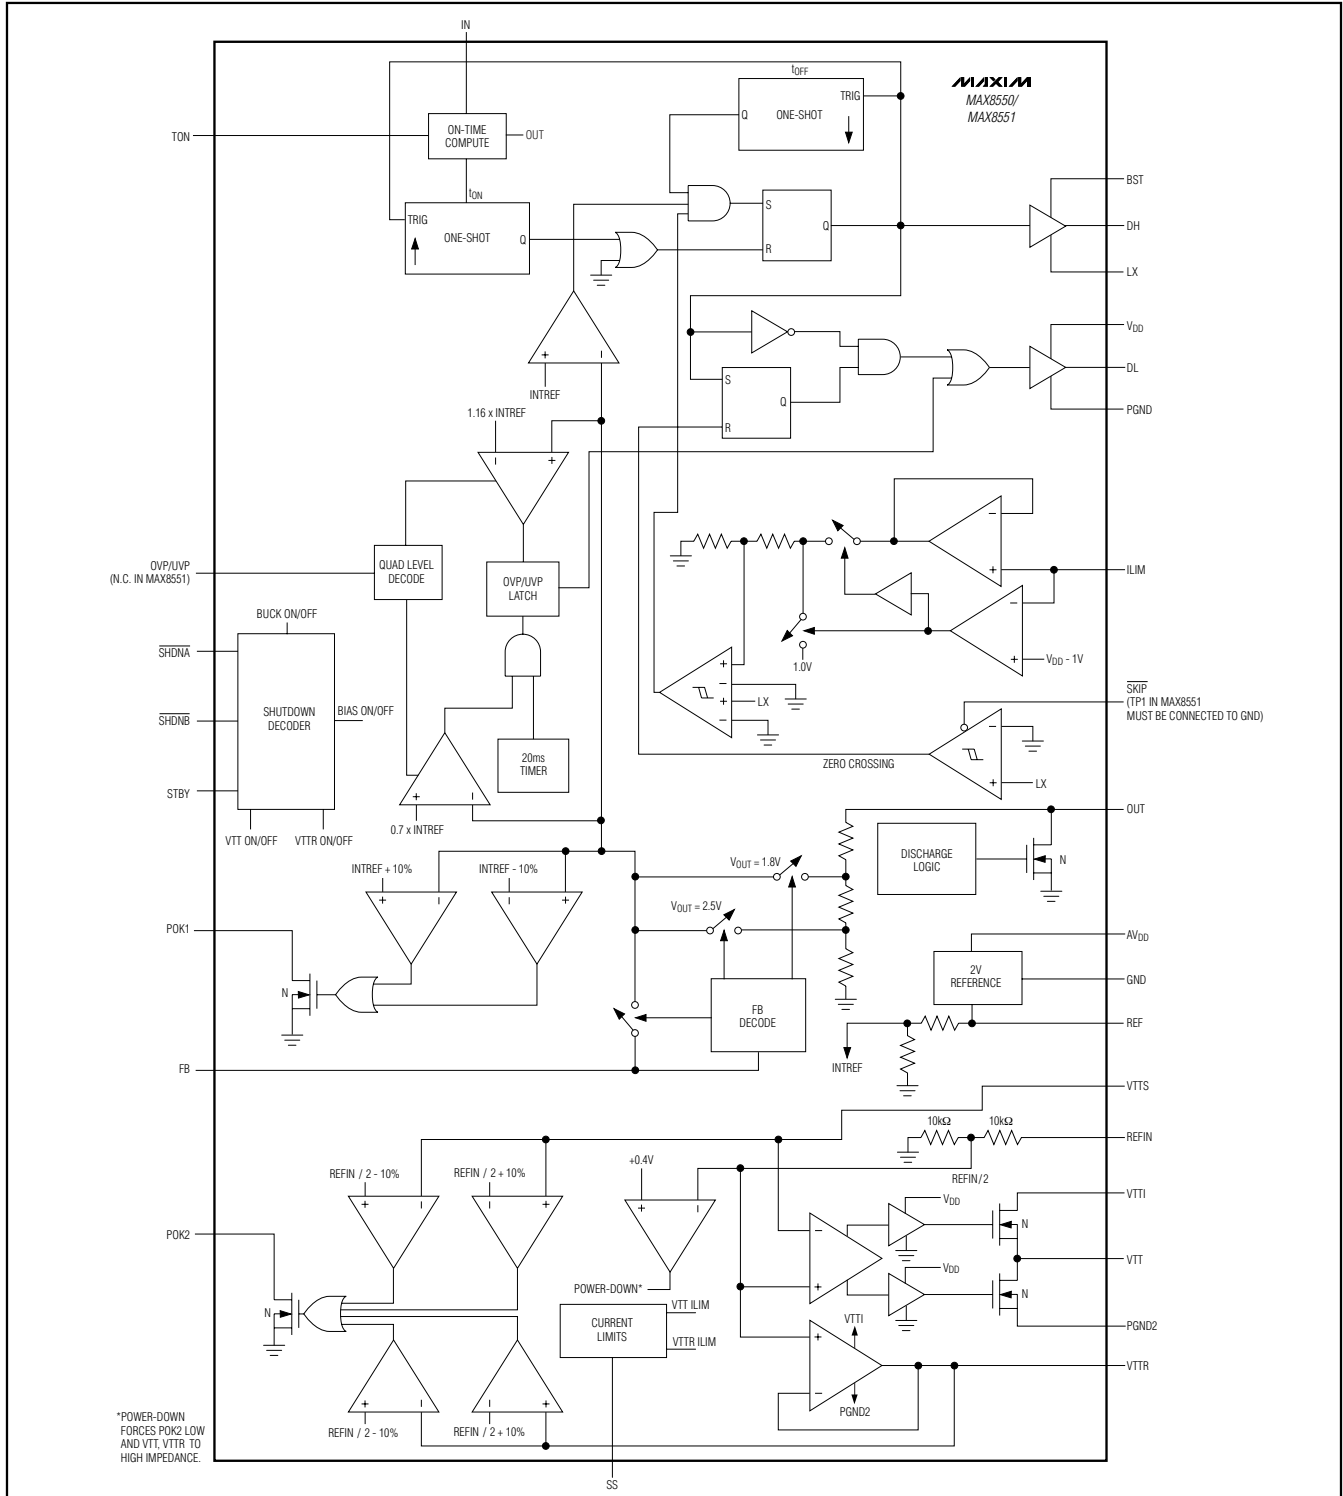 IN
tOFF
MAXIM
MAX8550/
MAX8551
TRIG
Q
ONE-SHOT
TON
ON-TIME
COMPUTE
OUT
tON
TRIG
ONE-SHOT
Q
S
Q
R
BST
DH
LX
+
–
INTREF
VDD
DL
PGND
S
Q
R
1.16 x INTREF
–
+
OVP/UVP
(N.C. IN MAX8551)
QUAD LEVEL
DECODE
OVP/UVP
LATCH
–
+
ILIM
–
+
VDD - 1V
1.0V
BUCK ON/OFF
SHDNA
SHDNB
STBY
SHUTDOWN
DECODER
BIAS ON/OFF
VTT ON/OFF
VTTR ON/OFF
20ms
TIMER
+
–
0.7 x INTREF
+
–
+
–
LX
SKIP
(TP1 IN MAX8551
MUST BE CONNECTED TO GND)
ZERO CROSSING
–
+
LX
OUT
DISCHARGE
LOGIC
N
INTREF + 10%
INTREF - 10%
+
–
–
+
VOUT = 1.8V
VOUT = 2.5V
POK1
N
FB
DECODE
FB
AVDD
2V
REFERENCE
GND
REF
INTREF
VTTS
10kΩ
10kΩ
REFIN
REFIN/2
REFIN / 2 - 10%
REFIN / 2 + 10%
+0.4V
+
–
–
+
+
–
POK2
N
VDD
VTTI
N
–
+
VTT
VDD
N
PGND2
POWER-DOWN*
CURRENT
LIMITS
VTT ILIM
VTTR ILIM
+
–
VTTI
PGND2
VTTR
+
–
–
+
REFIN / 2 - 10%
REFIN / 2 + 10%
*POWER-DOWN
FORCES POK2 LOW
AND VTT, VTTR TO
HIGH IMPEDANCE.
SS